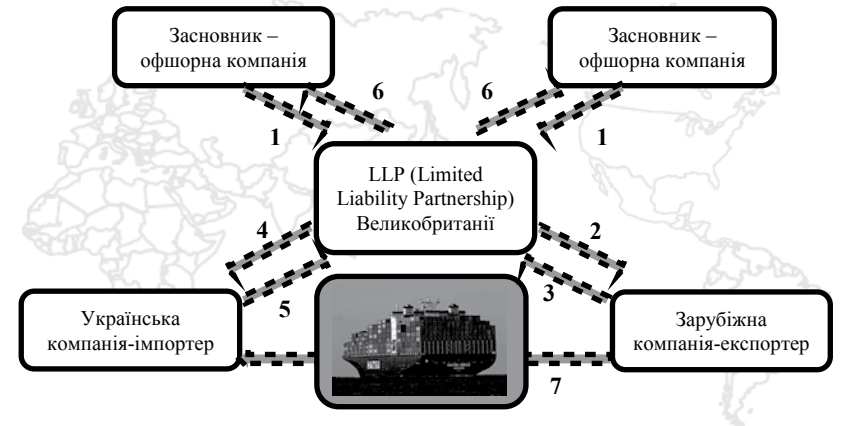 Засновник –
офшорна компанія
Засновник –
офшорна компанія
6
6
1
1
LLP (Limited
Liability Partnership)
Великобританії
4
2
5
3
Українська
компанія-імпортер
Зарубіжна
компанія-експортер
7